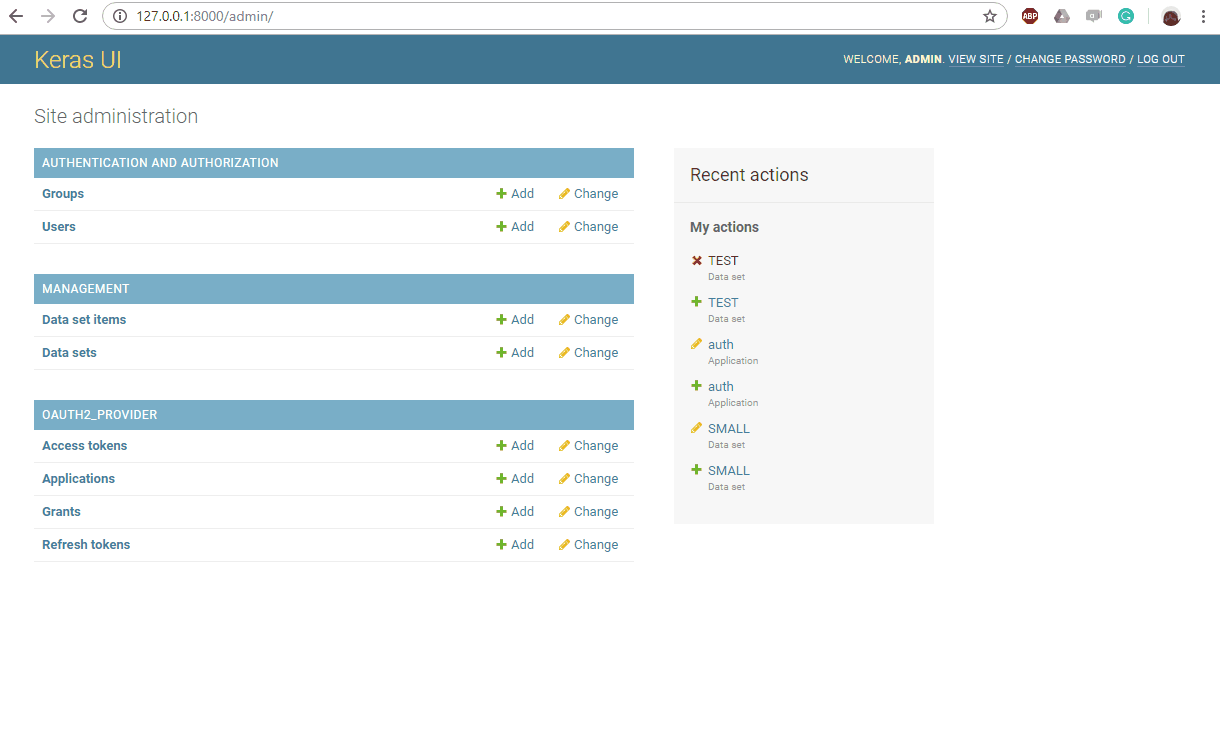 127.0.0.1:8000/admin/
ABP
Keras UI
WELCOME, ADMIN. VIEW SITE / CHANGE PASSWORD / LOG OUT
Site administration
AUTHENTICATION AND AUTHORIZATION
Groups Add Change
Users Add Change
MANAGEMENT
Data set items Add Change
Data sets Add Change
OAUTH2_PROVIDER
Access tokens Add Change
Applications Add Change
Grants Add Change
Refresh tokens Add Change
Recent actions
My actions
TEST
Data set
TEST
Data set
auth
Application
auth
Application
SMALL
Data set
SMALL
Data set